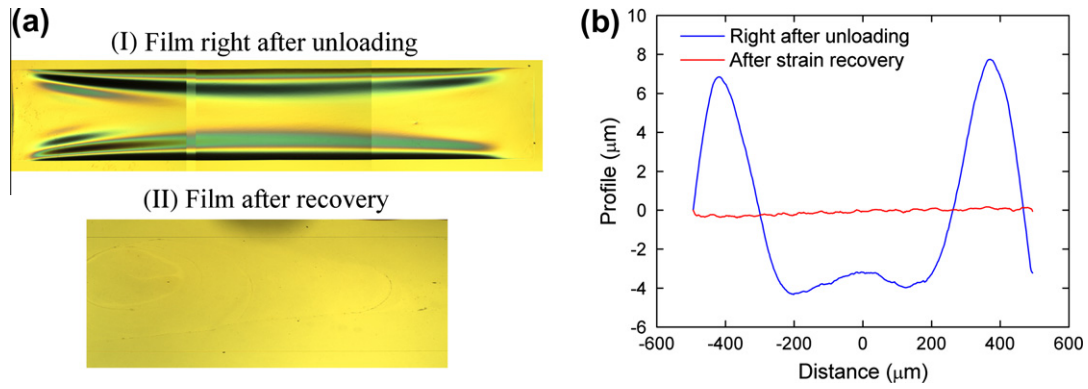 (a)
(I) Film right after unloading
(II) Film after recovery
(b)
10
8
6
4
2
0
-2
-4
-6
Profile (μm)
Right after unloading
After strain recovery
-600 -400 -200 0 200 400 600
Distance (μm)